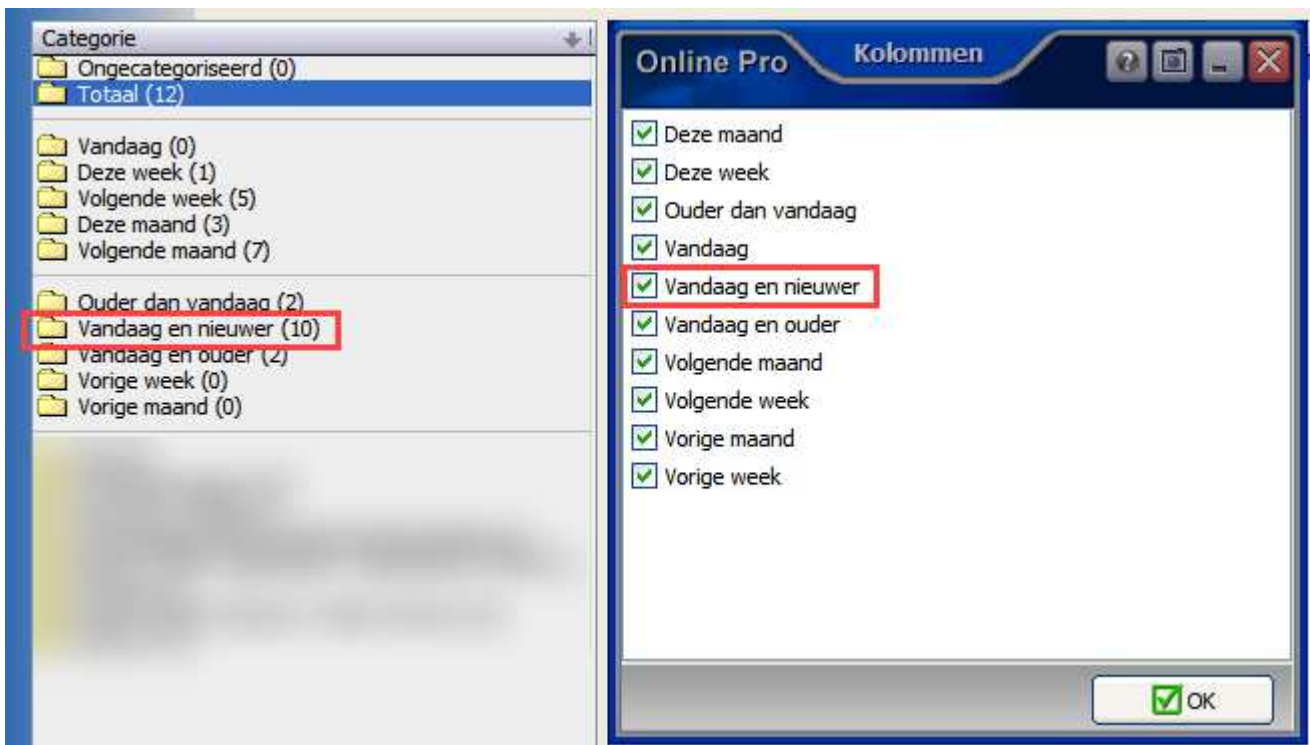 Categorie
Ongecategoriseerd (0)
Totaal (12)
Vandaag (0)
Deze week (1)
Volgende week (5)
Deze maand (3)
Volgende maand (7)
Ouder dan vandaag (2)
Vandaag en nieuwer (10)
Vandaag en ouder (2)
Vorige week (0)
Vorige maand (0)
Online Pro
Kolommen
Deze maand
Deze week
Ouder dan vandaag
Vandaag
Vandaag en nieuwer
Vandaag en ouder
Volgende maand
Volgende week
Vorige maand
Vorige week
OK